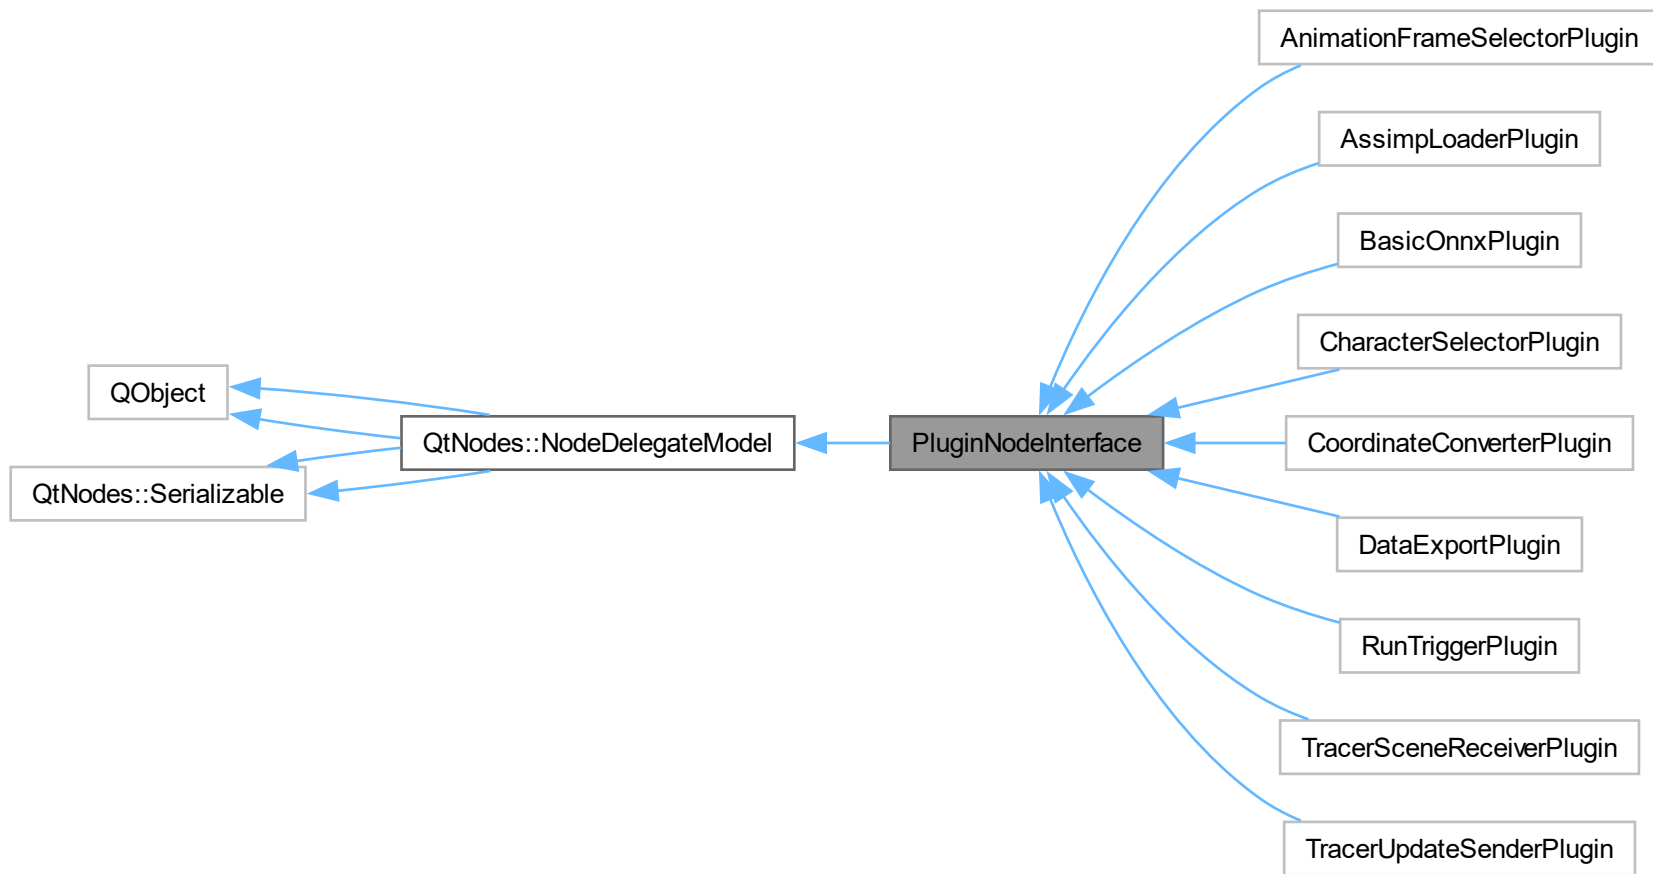 AnimationFrameSelectorPlugin
AssimpLoaderPlugin
BasicOnnxPlugin
CharacterSelectorPlugin
QObject
QtNodes::NodeDelegateModel
PluginNodeInterface
CoordinateConverterPlugin
QtNodes::Serializable
DataExportPlugin
RunTriggerPlugin
TracerSceneReceiverPlugin
TracerUpdateSenderPlugin